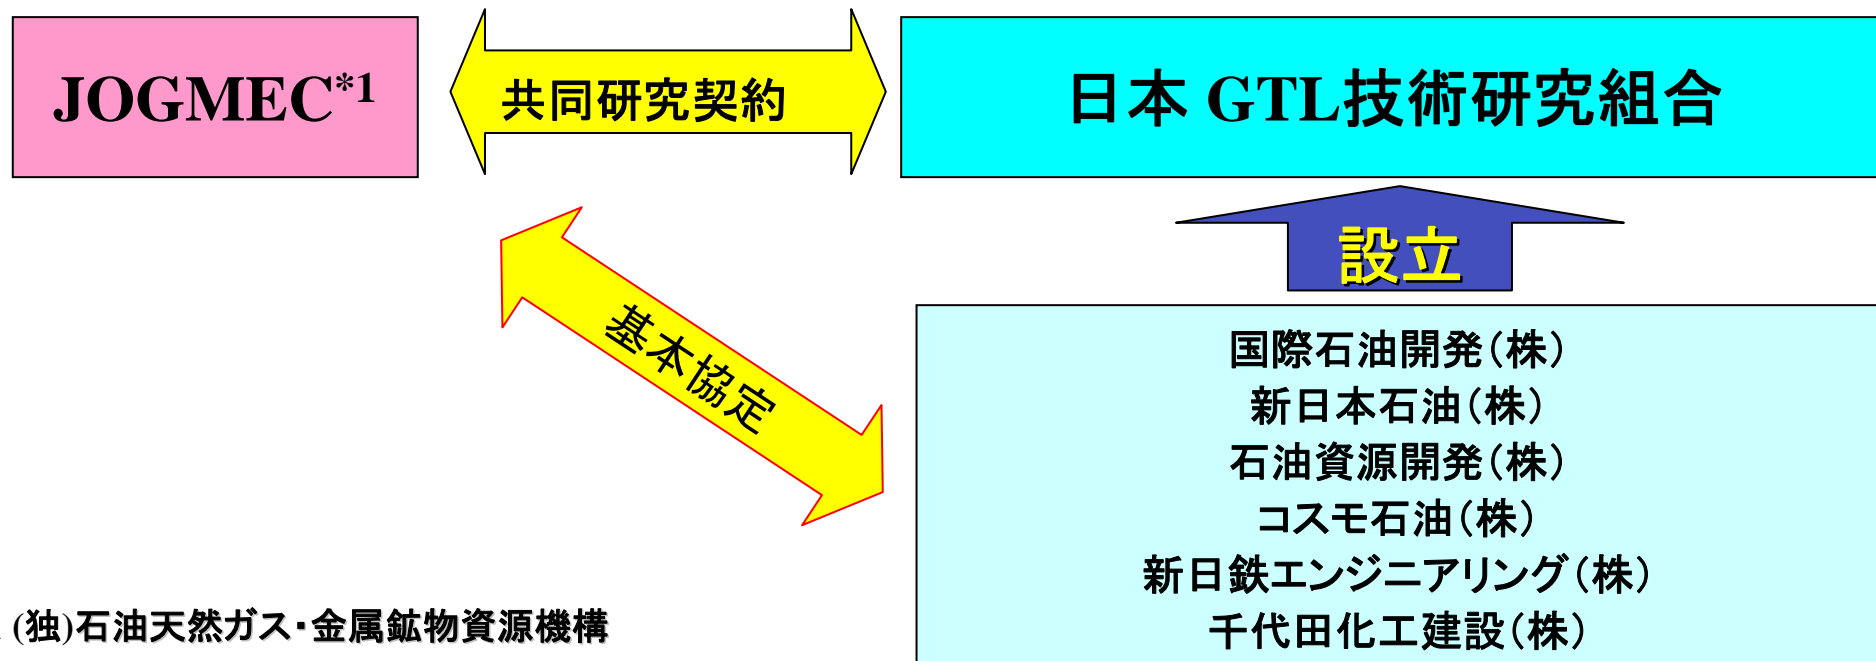 JOGMEC*1
共同研究契約
日本 GTL技術研究組合
設立
基本協定
国際石油開発(株)
新日本石油(株)
石油資源開発(株)
コスモ石油(株)
新日鉄エンジニアリング(株)
千代田化工建設(株)
(独)石油天然ガス・金属鉱物資源機構